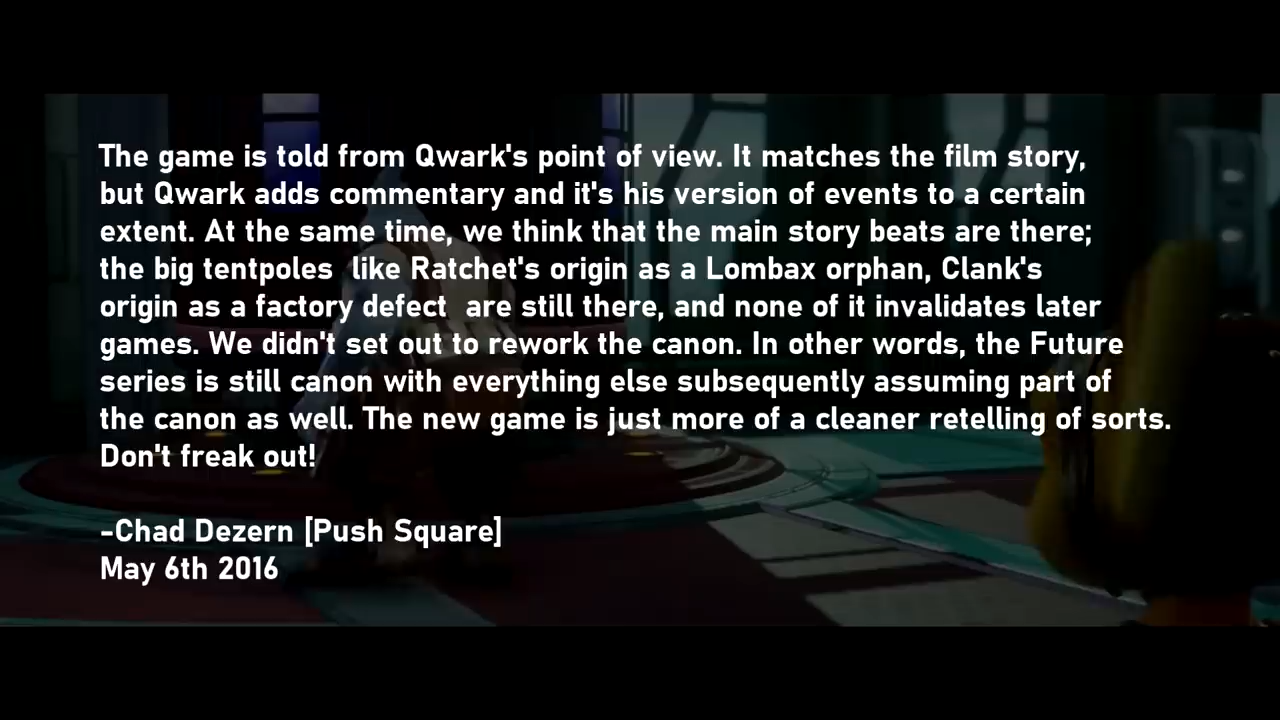 The game is told from Qwark's point of view. It matches the film story,
but Qwark adds commentary and it's his version of events to a certain
extent. At the same time, we think that the main story beats are there;
the big tentpoles  like Ratchet's origin as a Lombax orphan, Clank's
origin as a factory defect  are still there, and none of it invalidates later
games. We didn't set out to rework the canon. In other words, the Future
series is still canon with everything else subsequently assuming part of
the canon as well. The new game is just more of a cleaner retelling of sorts.
Don't freak out!
-Chad Dezern [Push Square]
May 6th 2016